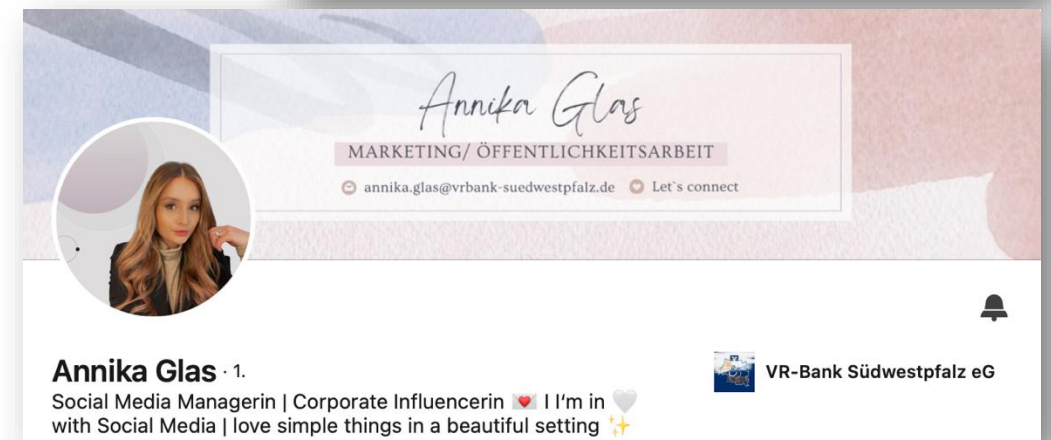 Annika Glas
MARKETING/ ÖFFENTLICHKEITSARBEIT
annika.glas@vrbank-suedwestpfalz.de Let`s connect
Annika Glas · 1.
VR-Bank Südwestpfalz eG
Social Media Managerin | Corporate Influencerin 💌 I I'm in 🤍
with Social Media | love simple things in a beautiful setting ✨